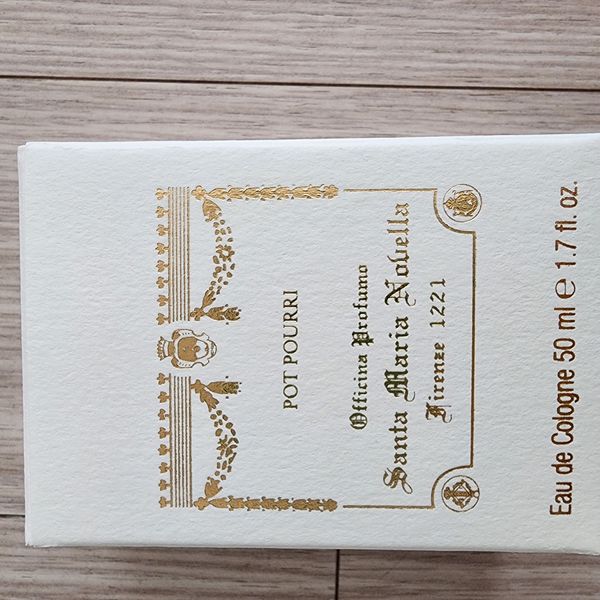 POT POURRI
Officina Profumo
Santa Maria Novella
Firenze 1221
Eau de Cologne 50 ml ℮ 1.7 fl. oz.